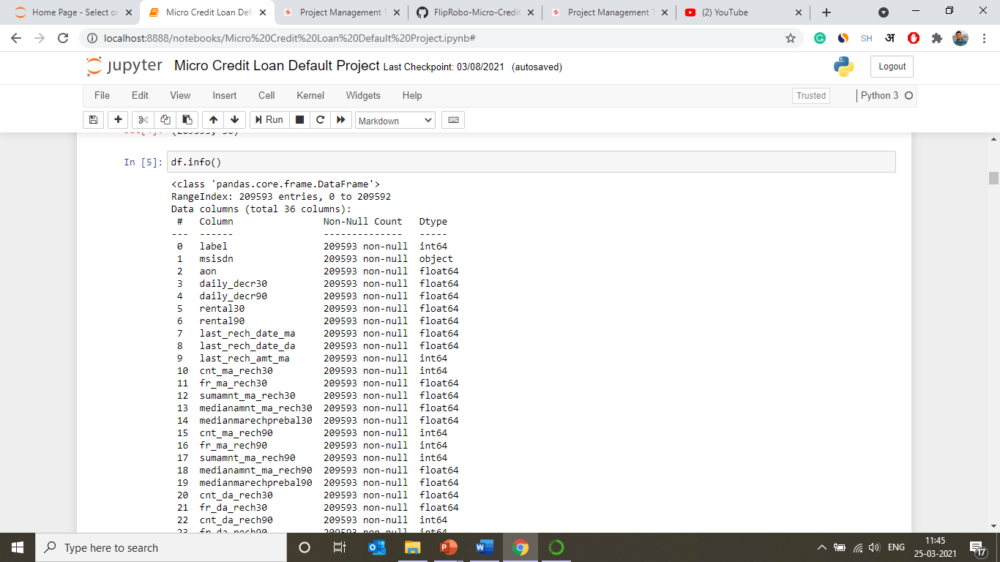 Home Page - Select or
Micro Credit Loan Def
Project Management T
FlipRobo-Micro-Credit
Project Management T
(2) YouTube
localhost:8888/notebooks/Micro%20Credit%20Loan%20Default%20Project.ipynb#
SH
अ
jupyter Micro Credit Loan Default Project Last Checkpoint: 03/08/2021 (autosaved)
Logout
File Edit View Insert Cell Kernel Widgets Help
Trusted
Python 3
Run
Markdown
In [5]: df.info()
<class 'pandas.core.frame.DataFrame'>
RangeIndex: 209593 entries, 0 to 209592
Data columns (total 36 columns):
# Column Non-Null Count Dtype
--- ------ -------------- -----
0 label 209593 non-null int64
1 msisdn 209593 non-null object
2 aon 209593 non-null float64
3 daily_decr30 209593 non-null float64
4 daily_decr90 209593 non-null float64
5 rental30 209593 non-null float64
6 rental90 209593 non-null float64
7 last_rech_date_ma 209593 non-null float64
8 last_rech_date_da 209593 non-null float64
9 last_rech_amt_ma 209593 non-null int64
10 cnt_ma_rech30 209593 non-null int64
11 fr_ma_rech30 209593 non-null float64
12 sumamnt_ma_rech30 209593 non-null float64
13 medianamnt_ma_rech30 209593 non-null float64
14 medianmarechprebal30 209593 non-null float64
15 cnt_ma_rech90 209593 non-null int64
16 fr_ma_rech90 209593 non-null int64
17 sumamnt_ma_rech90 209593 non-null int64
18 medianamnt_ma_rech90 209593 non-null float64
19 medianmarechprebal90 209593 non-null float64
20 cnt_da_rech30 209593 non-null float64
21 fr_da_rech30 209593 non-null float64
22 cnt_da_rech90 209593 non-null int64
23 fr_da_rech90 209593 non-null int64
Type here to search
ENG
11:45
25-03-2021
17